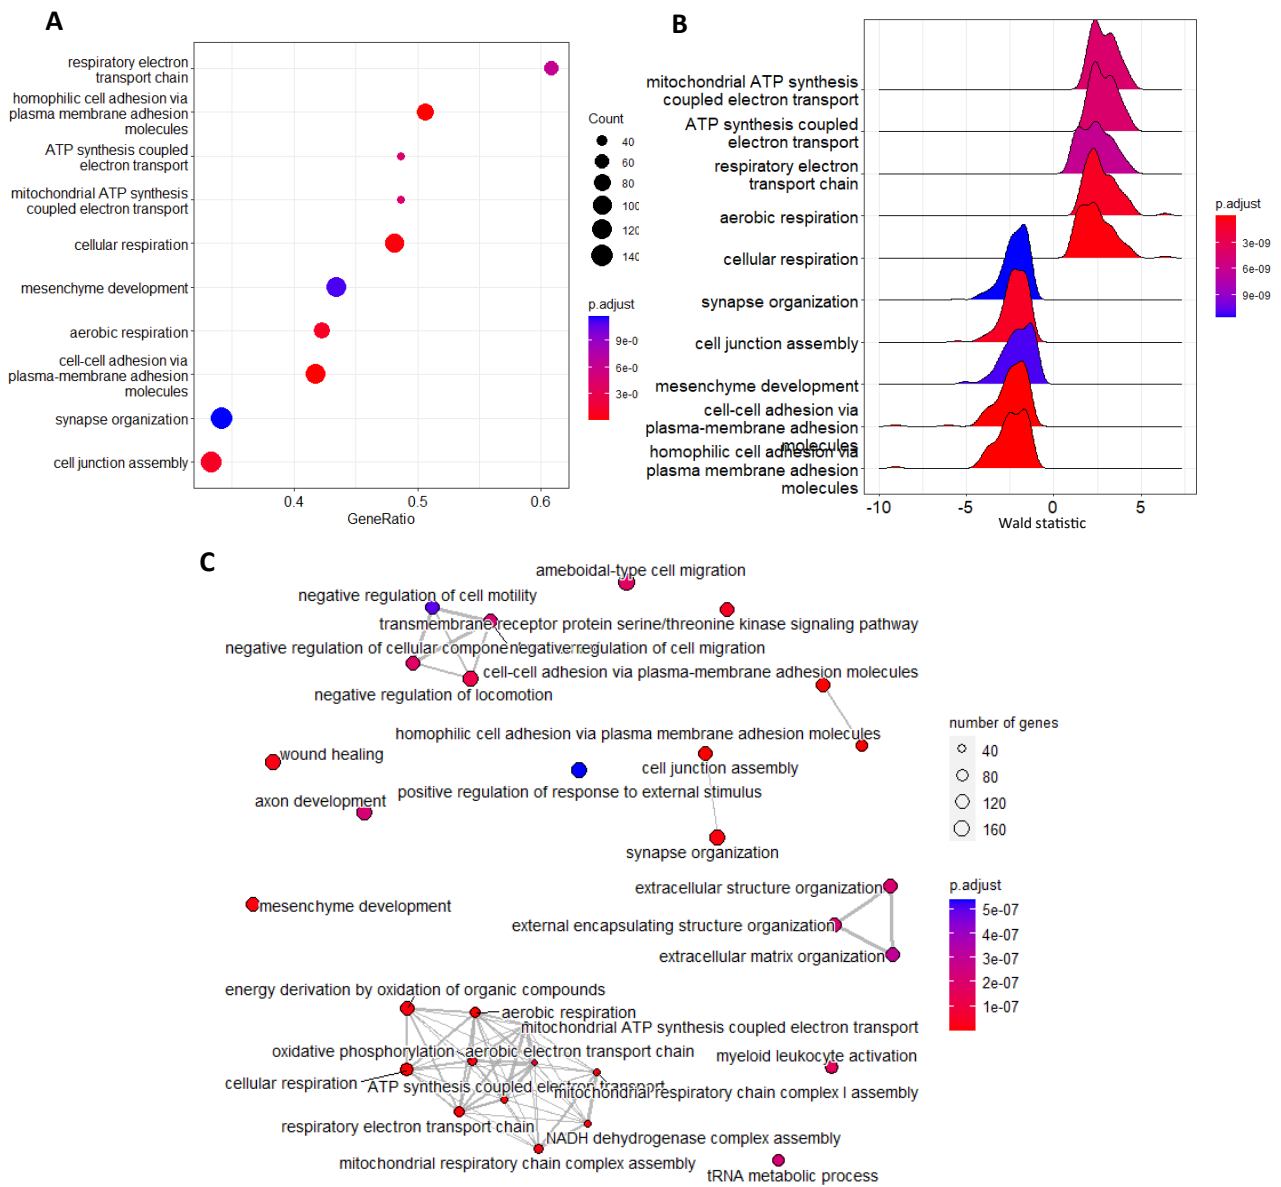 A
respiratory electron
transport chain
homophilic cell adhesion via
plasma membrane adhesion
molecules
ATP synthesis coupled
electron transport
mitochondrial ATP synthesis
coupled electron transport
cellular respiration
mesenchyme development
aerobic respiration
cell-cell adhesion via
plasma-membrane adhesion
molecules
synapse organization
cell junction assembly
0.4
0.5
0.6
GeneRatio
Count
40
60
80
100
120
140
p.adjust
9e-0
6e-0
3e-0
B
mitochondrial ATP synthesis
coupled electron transport
ATP synthesis coupled
electron transport
respiratory electron
transport chain
aerobic respiration
cellular respiration
synapse organization
cell junction assembly
mesenchyme development
cell-cell adhesion via
plasma-membrane adhesion
molecules
homophilic cell adhesion via
plasma membrane adhesion
molecules
-10
-5
0
5
Wald statistic
p.adjust
3e-09
6e-09
9e-09
C
ameboidal-type cell migration
negative regulation of cell motility
transmembrane receptor protein serine/threonine kinase signaling pathway
negative regulation of cellular component
negative regulation of cell migration
cell-cell adhesion via plasma-membrane adhesion molecules
negative regulation of locomotion
homophilic cell adhesion via plasma membrane adhesion molecules
wound healing
cell junction assembly
positive regulation of response to external stimulus
axon development
synapse organization
extracellular structure organization
mesenchyme development
external encapsulating structure organization
extracellular matrix organization
energy derivation by oxidation of organic compounds
aerobic respiration
mitochondrial ATP synthesis coupled electron transport
oxidative phosphorylation
aerobic electron transport chain
myeloid leukocyte activation
cellular respiration
ATP synthesis coupled electron transport
mitochondrial respiratory chain complex I assembly
respiratory electron transport chain
NADH dehydrogenase complex assembly
mitochondrial respiratory chain complex assembly
tRNA metabolic process
number of genes
40
80
120
160
p.adjust
5e-07
4e-07
3e-07
2e-07
1e-07